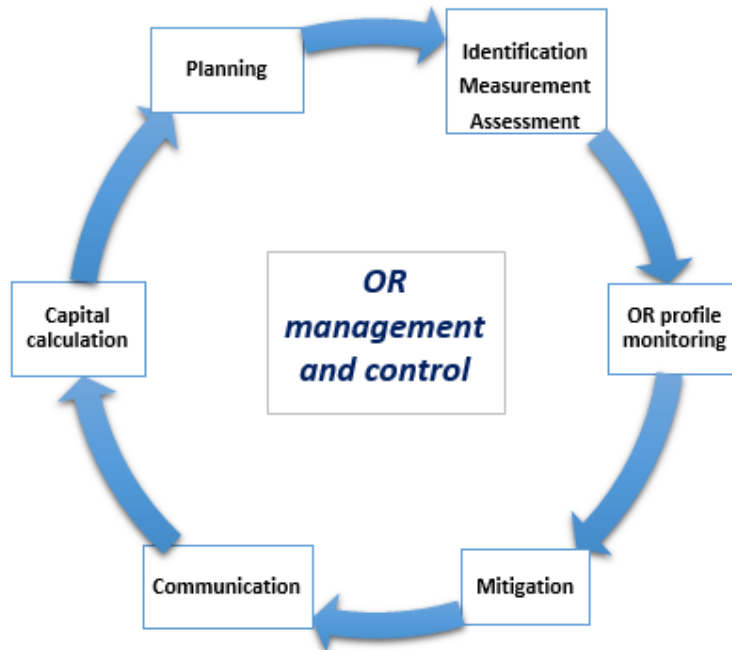 Planning
Identification
Measurement
Assessment
OR profile
monitoring
Mitigation
Communication
Capital
calculation
OR
management
and control